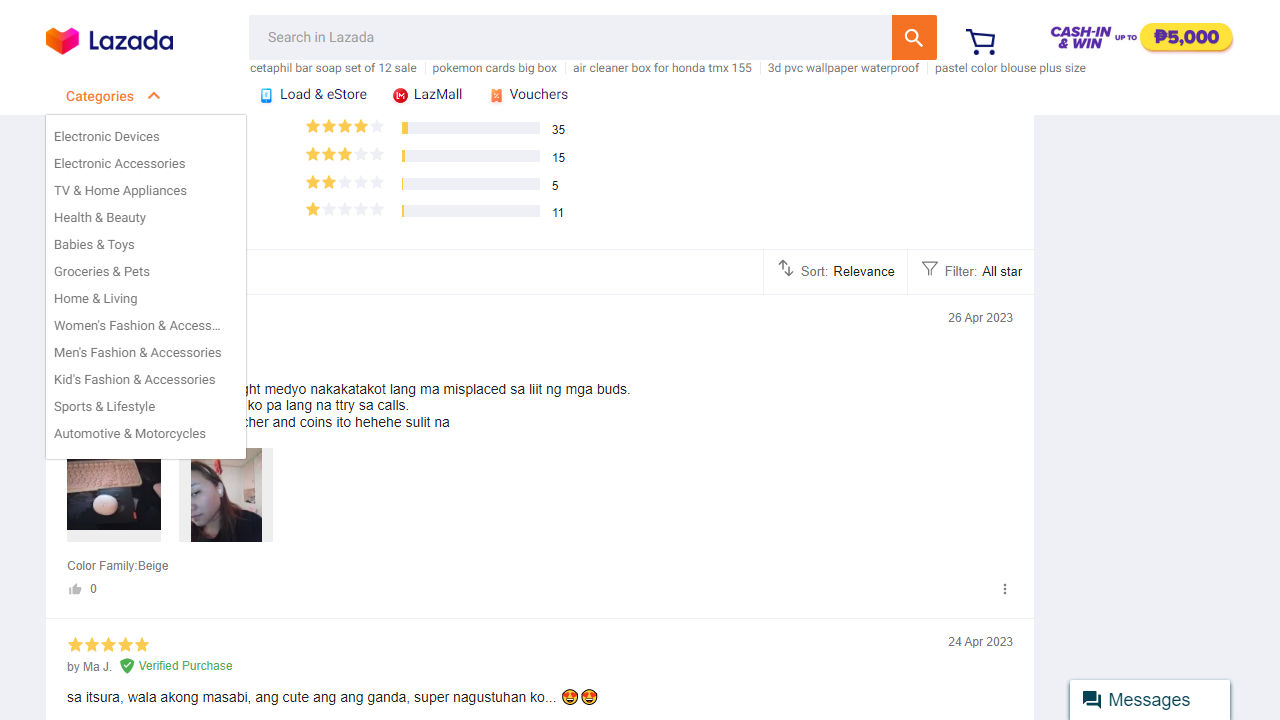 Lazada
Search in Lazada
CASH-IN & WIN UP TO ₱5,000
cetaphil bar soap set of 12 sale
pokemon cards big box
air cleaner box for honda tmx 155
3d pvc wallpaper waterproof
pastel color blouse plus size
Categories
Load & eStore
LazMall
Vouchers
Electronic Devices
Electronic Accessories
TV & Home Appliances
Health & Beauty
Babies & Toys
Groceries & Pets
Home & Living
Women's Fashion & Access...
Men's Fashion & Accessories
Kid's Fashion & Accessories
Sports & Lifestyle
Automotive & Motorcycles
35
15
5
11
Sort: Relevance
Filter: All star
26 Apr 2023
medyo nakakatakot lang ma misplaced sa liit ng mga buds.
ko pa lang na ttry sa calls.
and coins ito hehehe sulit na
Color Family:Beige
0
24 Apr 2023
by Ma J.
Verified Purchase
sa itsura, wala akong masabi, ang cute ang ang ganda, super nagustuhan ko... 🤩🤩
Messages